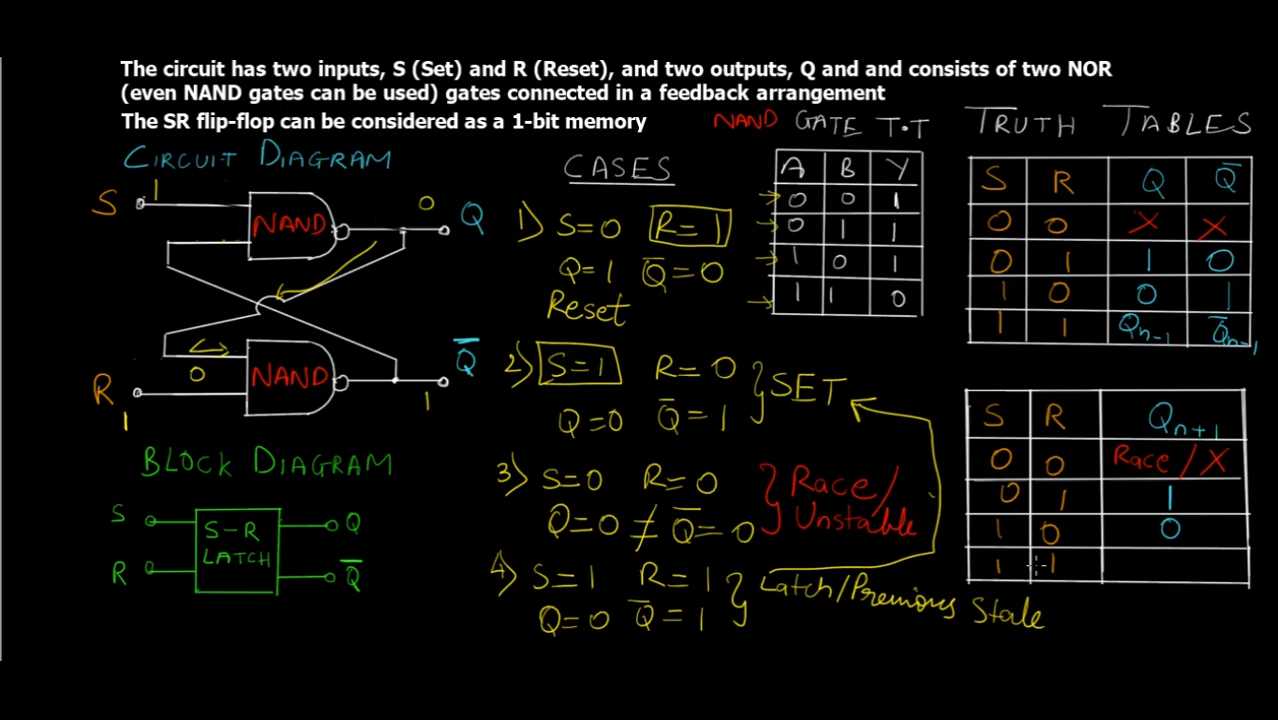 The circuit has two inputs, S (Set) and R (Reset), and two outputs, Q and and consists of two NOR
(even NAND gates can be used) gates connected in a feedback arrangement
The SR flip-flop can be considered as a 1-bit memory
CIRCUIT DIAGRAM
S 1 NAND 0 Q
0
R 1 NAND 1 Q̅
BLOCK DIAGRAM
S Q
S-R
LATCH
R Q̅
CASES
1) S=0 R=1
Q=1 Q̅=0
Reset
2) S=1 R=0
Q=0 Q̅=1 } SET
3) S=0 R=0
Q=0 ≠ Q̅=0 } Race/
Unstable
4) S=1 R=1
Q=0 Q̅=1 } Latch/Previous State
NAND GATE T.T
A B Y
0 0 1
0 1 1
1 0 1
1 1 0
TRUTH TABLES
S R Q Q̅
0 0 X X
0 1 1 0
1 0 0 1
1 1 Qn-1 Q̅n-1
S R Qn+1
0 0 Race/X
0 1 1
1 0 0
1 1